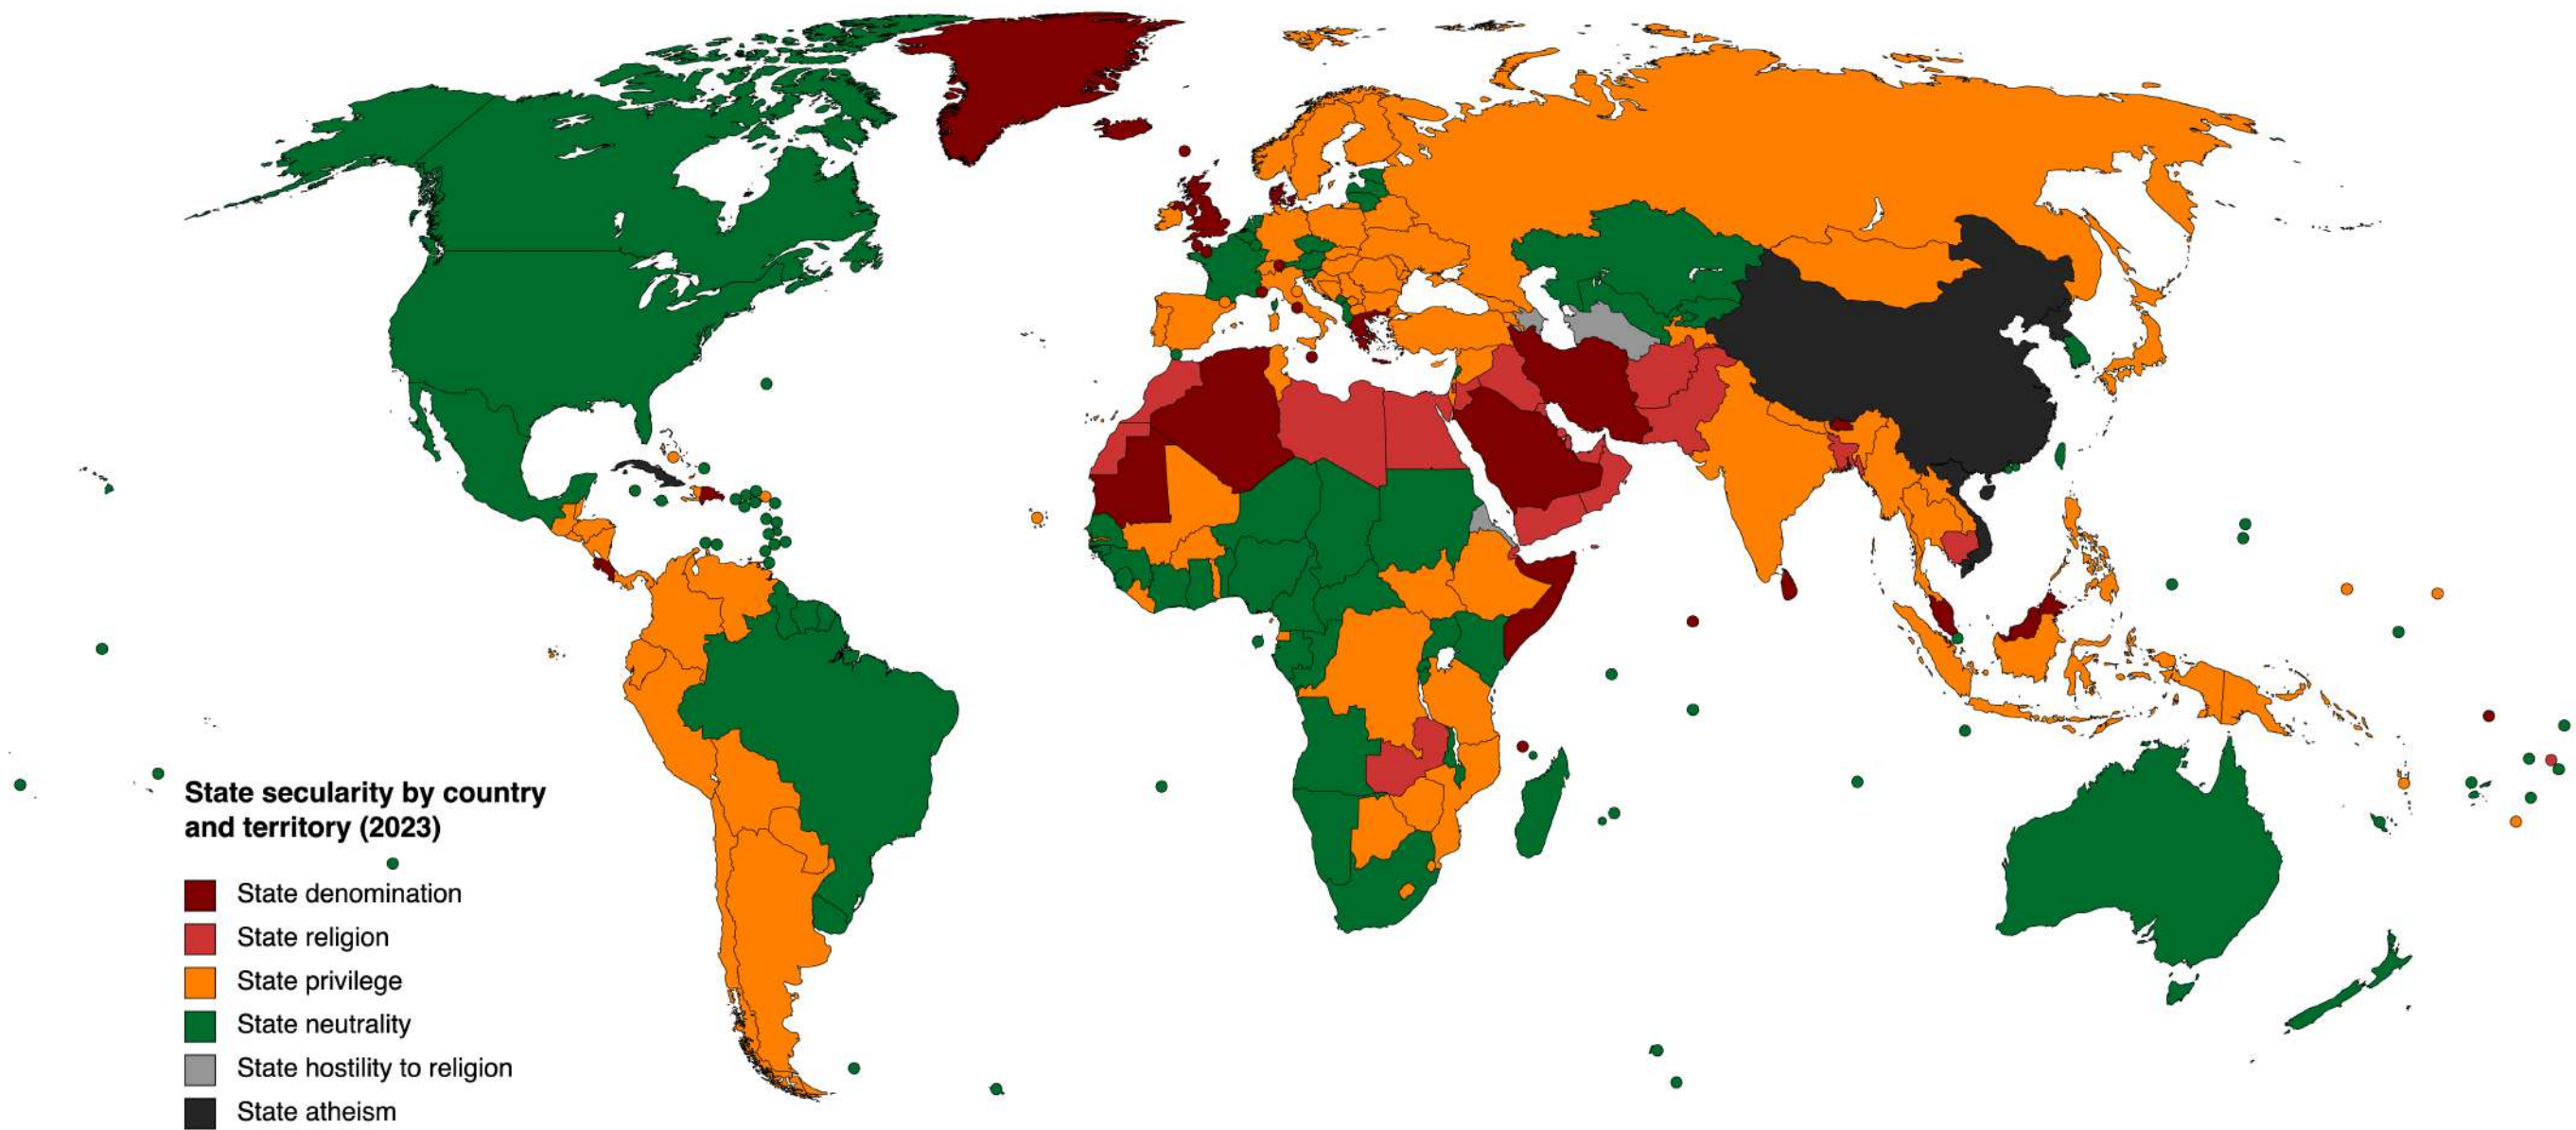 State secularity by country
and territory (2023)
State denomination
State religion
State privilege
State neutrality
State hostility to religion
State atheism